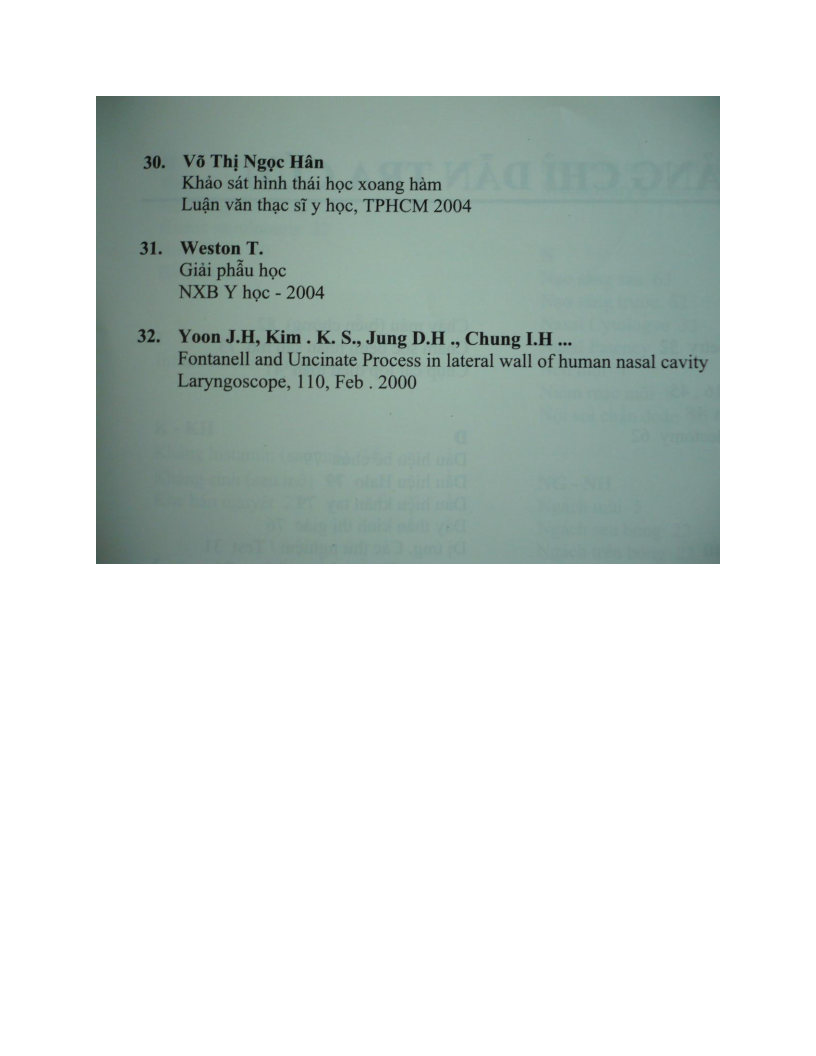 30. Võ Thị Ngọc Hân
Khảo sát hình thái học xoang hàm
Luận văn thạc sĩ y học, TPHCM 2004
31. Weston T.
Giải phẫu học
NXB Y học - 2004
32. Yoon J.H, Kim . K. S., Jung D.H ., Chung I.H ...
Fontanell and Uncinate Process in lateral wall of human nasal cavity
Laryngoscope, 110, Feb . 2000